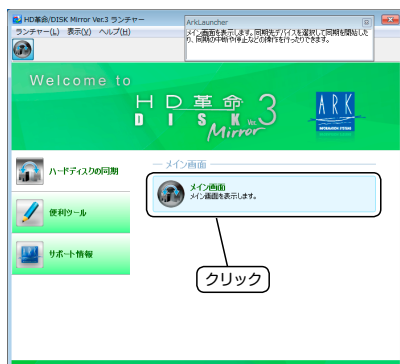 HD革命/DISK Mirror Ver.3 ランチャー
ランチャー(L) 表示(V) ヘルプ(H)
ArkLauncher
メイン画面を表示します。同期先デバイスを選択して同期を開始した
り、同期の中断や停止などの操作を行ったりできます。
Welcome to
HD革命
DISK Ver. 3
Mirror
ARK
INFORMATION SYSTEMS
ハードディスクの同期
便利ツール
サポート情報
メイン画面
メイン画面
メイン画面を表示します。
クリック